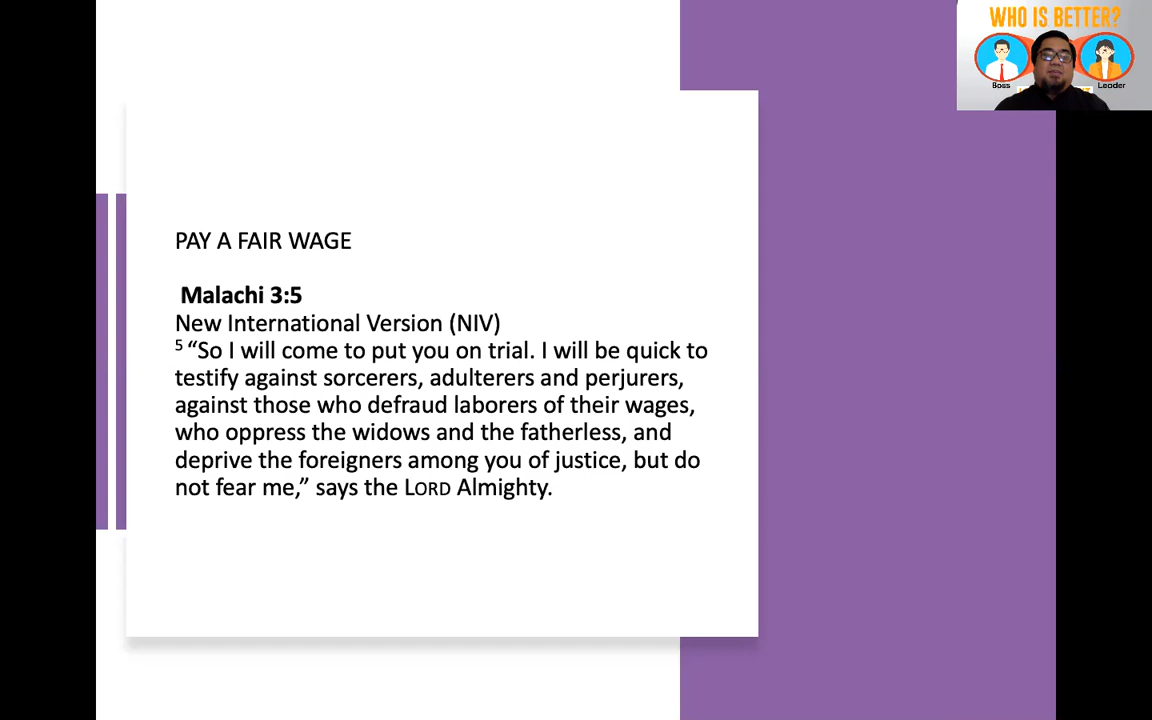 WHO IS BETTER?
Boss
Leader
PAY A FAIR WAGE
Malachi 3:5
New International Version (NIV)
5 “So I will come to put you on trial. I will be quick to
testify against sorcerers, adulterers and perjurers,
against those who defraud laborers of their wages,
who oppress the widows and the fatherless, and
deprive the foreigners among you of justice, but do
not fear me,” says the LORD Almighty.